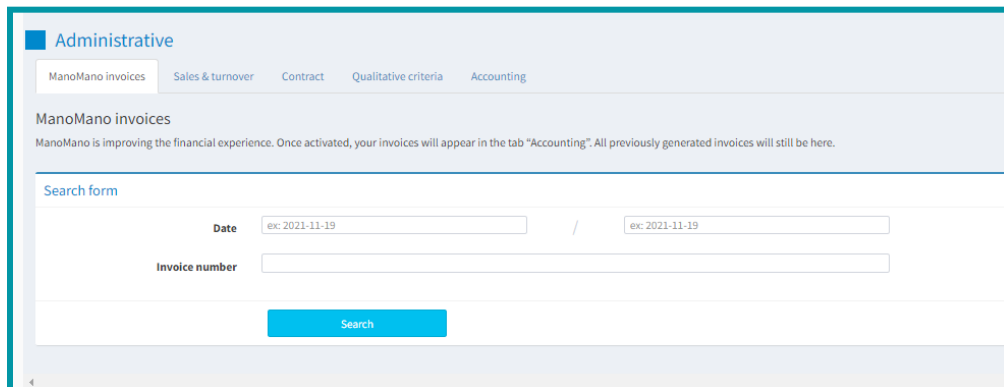 Administrative
ManoMano invoices Sales & turnover Contract Qualitative criteria Accounting
ManoMano invoices
ManoMano is improving the financial experience. Once activated, your invoices will appear in the tab “Accounting”. All previously generated invoices will still be here.
Search form
Date ex: 2021-11-19 / ex: 2021-11-19
Invoice number
Search